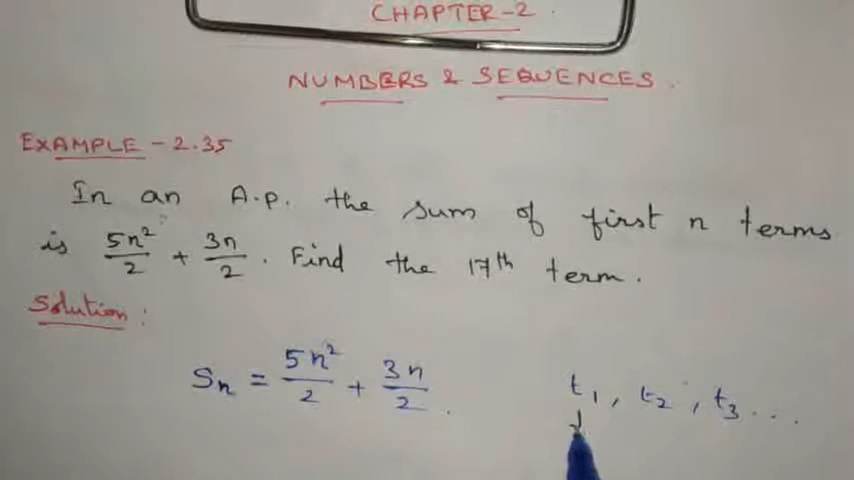 CHAPTER-2
NUMBERS & SEQUENCES
EXAMPLE - 2.35
In an A.P. the sum of first n terms
is 5n²/2 + 3n/2 . Find the 17th term.
Solution :
Sn = 5n²/2 + 3n/2 . t1, t2, t3 ...